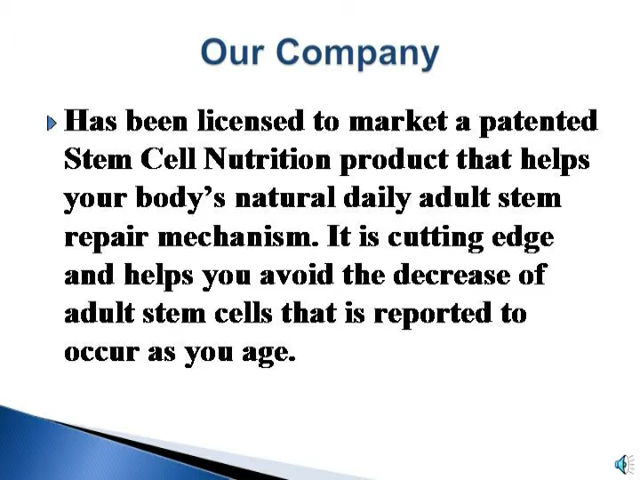 Our Company
Has been licensed to market a patented
Stem Cell Nutrition product that helps
your body’s natural daily adult stem
repair mechanism. It is cutting edge
and helps you avoid the decrease of
adult stem cells that is reported to
occur as you age.